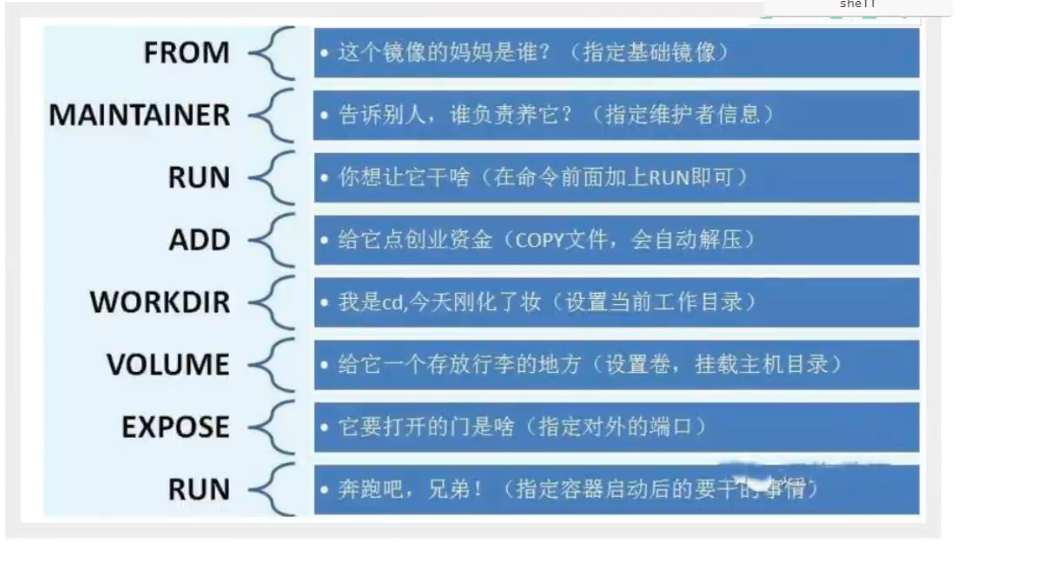 shell
FROM
• 这个镜像的妈妈是谁？（指定基础镜像）
MAINTAINER
• 告诉别人，谁负责养它？（指定维护者信息）
RUN
• 你想让它干啥（在命令前面加上RUN即可）
ADD
• 给它点创业资金（COPY文件，会自动解压）
WORKDIR
• 我是cd,今天刚化了妆（设置当前工作目录）
VOLUME
• 给它一个存放行李的地方（设置卷，挂载主机目录）
EXPOSE
• 它要打开的门是啥（指定对外的端口）
RUN
• 奔跑吧，兄弟！（指定容器启动后的要干的事情）